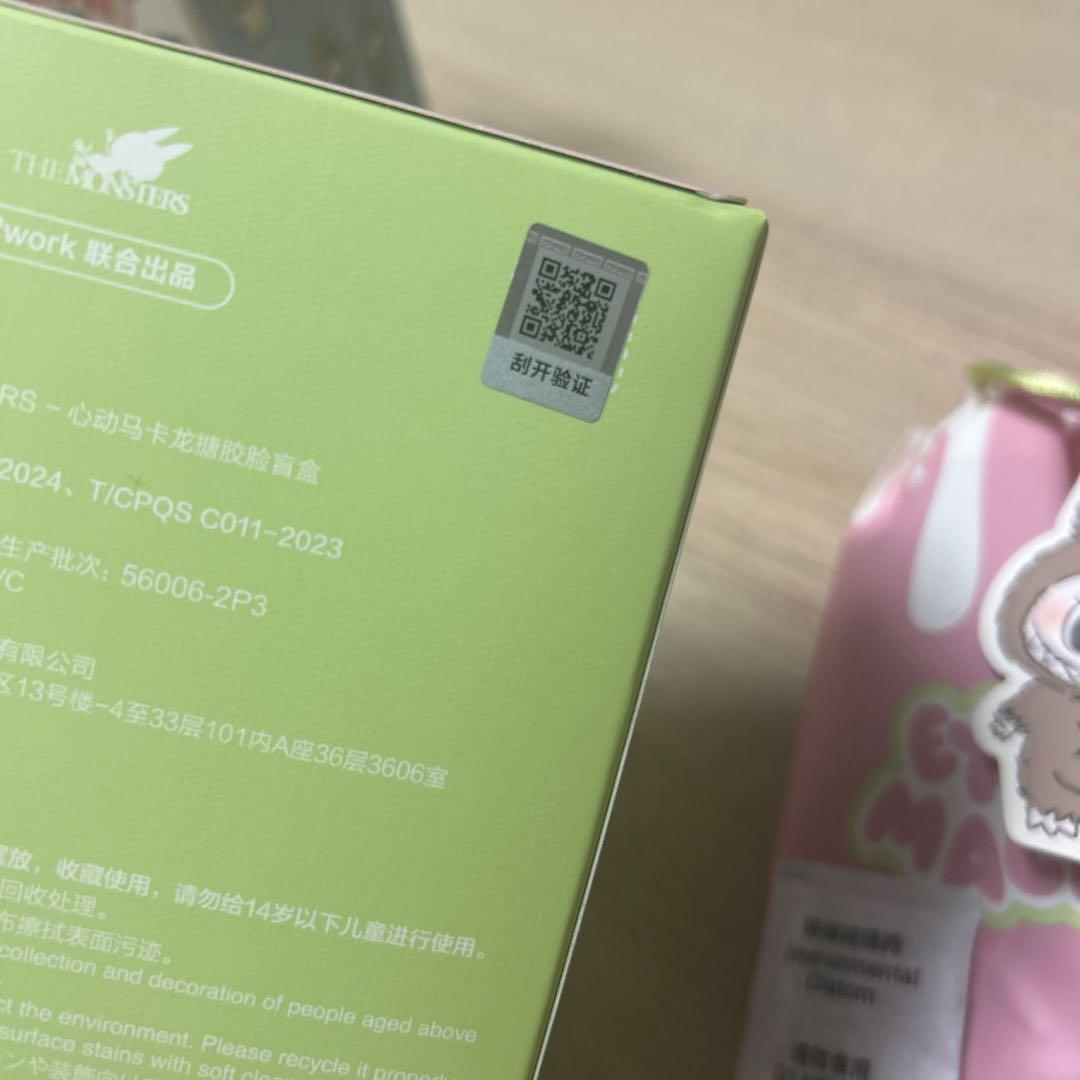 THE MONSTERS
work 联合出品
刮开验证
RS - 心动马卡龙搪胶脸盲盒
2024、T/CPQS C011-2023
生产批次: 56006-2P3
VC
有限公司
区13号楼-4至33层101内A座36层3606室
放，收藏使用，请勿给14岁以下儿童进行使用。
回收处理。
布擦拭表面污迹。
collection and decoration of people aged above
ct the environment. Please recycle it properly
surface stains with soft